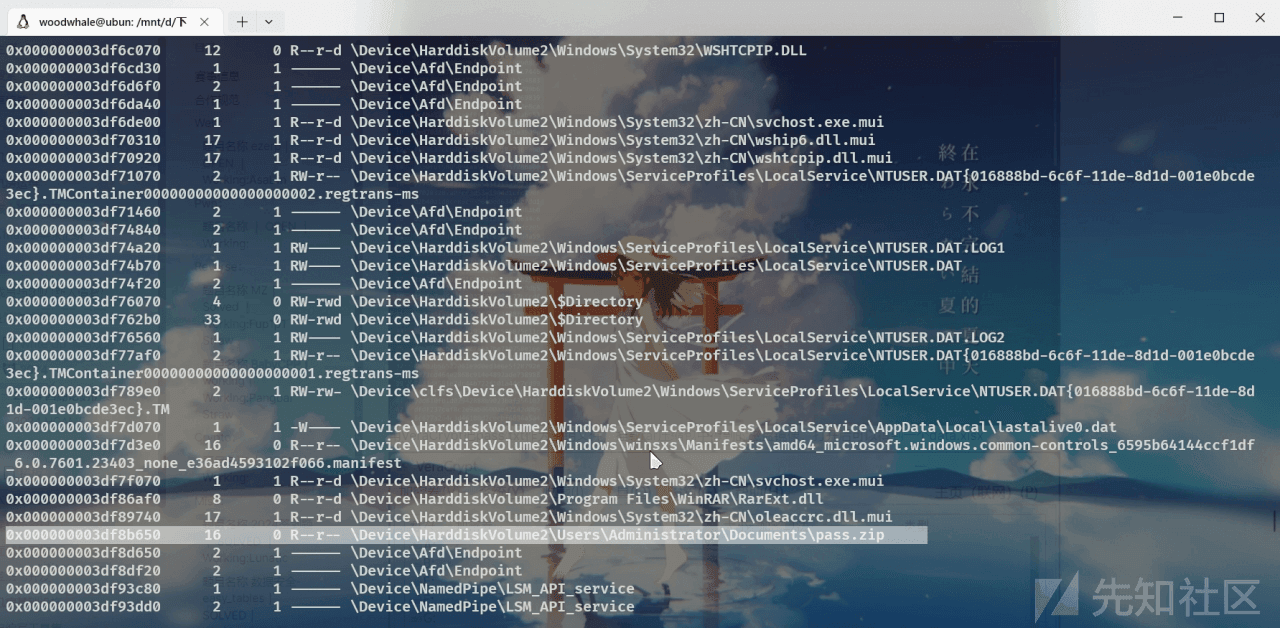 woodwhale@ubun: /mnt/d/下
0x000000003df6c070 12 0 R--r-d \Device\HarddiskVolume2\Windows\System32\WSHTCPIP.DLL
0x000000003df6cd30 1 1 ------ \Device\Afd\Endpoint
0x000000003df6d6f0 2 1 ------ \Device\Afd\Endpoint
0x000000003df6da40 1 1 ------ \Device\Afd\Endpoint
0x000000003df6de00 1 1 R--r-d \Device\HarddiskVolume2\Windows\System32\zh-CN\svchost.exe.mui
0x000000003df70310 17 1 R--r-d \Device\HarddiskVolume2\Windows\System32\zh-CN\wship6.dll.mui
0x000000003df70920 17 1 R--r-d \Device\HarddiskVolume2\Windows\System32\zh-CN\wshtcpip.dll.mui
0x000000003df71070 2 1 RW-r-- \Device\HarddiskVolume2\Windows\ServiceProfiles\LocalService\NTUSER.DAT{016888bd-6c6f-11de-8d1d-001e0bcde
3ec}.TMContainer00000000000000000002.regtrans-ms
0x000000003df71460 2 1 ------ \Device\Afd\Endpoint
0x000000003df74840 2 1 ------ \Device\Afd\Endpoint
0x000000003df74a20 1 1 RW---- \Device\HarddiskVolume2\Windows\ServiceProfiles\LocalService\NTUSER.DAT.LOG1
0x000000003df74b70 1 1 RW---- \Device\HarddiskVolume2\Windows\ServiceProfiles\LocalService\NTUSER.DAT
0x000000003df74f20 2 1 ------ \Device\Afd\Endpoint
0x000000003df76070 4 0 RW-rwd \Device\HarddiskVolume2\$Directory
0x000000003df762b0 33 0 RW-rwd \Device\HarddiskVolume2\$Directory
0x000000003df76560 1 1 RW---- \Device\HarddiskVolume2\Windows\ServiceProfiles\LocalService\NTUSER.DAT.LOG2
0x000000003df77af0 2 1 RW-r-- \Device\HarddiskVolume2\Windows\ServiceProfiles\LocalService\NTUSER.DAT{016888bd-6c6f-11de-8d1d-001e0bcde
3ec}.TMContainer00000000000000000001.regtrans-ms
0x000000003df789e0 2 1 RW-rw- \Device\clfs\Device\HarddiskVolume2\Windows\ServiceProfiles\LocalService\NTUSER.DAT{016888bd-6c6f-11de-8d
1d-001e0bcde3ec}.TM
0x000000003df7d070 1 1 -W---- \Device\HarddiskVolume2\Windows\ServiceProfiles\LocalService\AppData\Local\lastalive0.dat
0x000000003df7d3e0 16 0 R--r-- \Device\HarddiskVolume2\Windows\winsxs\Manifests\amd64_microsoft.windows.common-controls_6595b64144ccf1df
_6.0.7601.23403_none_e36ad4593102f066.manifest
0x000000003df7f070 1 1 R--r-d \Device\HarddiskVolume2\Windows\System32\zh-CN\svchost.exe.mui
0x000000003df86af0 8 0 R--r-d \Device\HarddiskVolume2\Program Files\WinRAR\RarExt.dll
0x000000003df89740 17 1 R--r-d \Device\HarddiskVolume2\Windows\System32\zh-CN\oleaccrc.dll.mui
0x000000003df8b650 16 0 R--r-- \Device\HarddiskVolume2\Users\Administrator\Documents\pass.zip
0x000000003df8d650 2 1 ------ \Device\Afd\Endpoint
0x000000003df8df20 2 1 ------ \Device\Afd\Endpoint
0x000000003df93c80 1 1 ------ \Device\NamedPipe\LSM_API_service
0x000000003df93dd0 2 1 ------ \Device\NamedPipe\LSM_API_service
先知社区